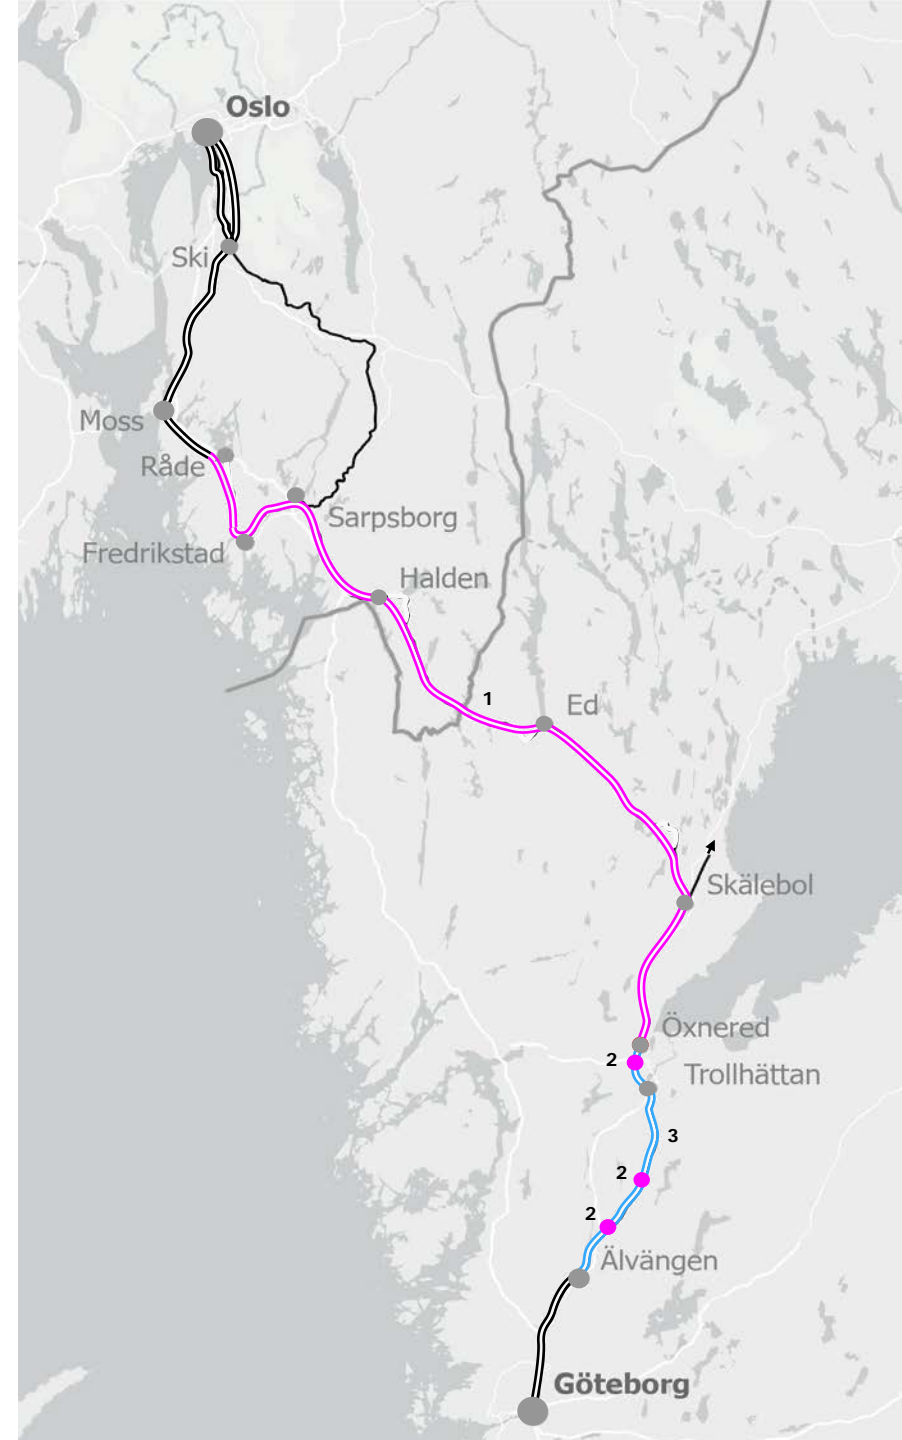 Oslo
Ski
Moss
Råde
Sarpsborg
Fredrikstad
Halden
1
Ed
Skälebol
Öxnered
2
Trollhättan
3
2
2
Älvängen
Göteborg